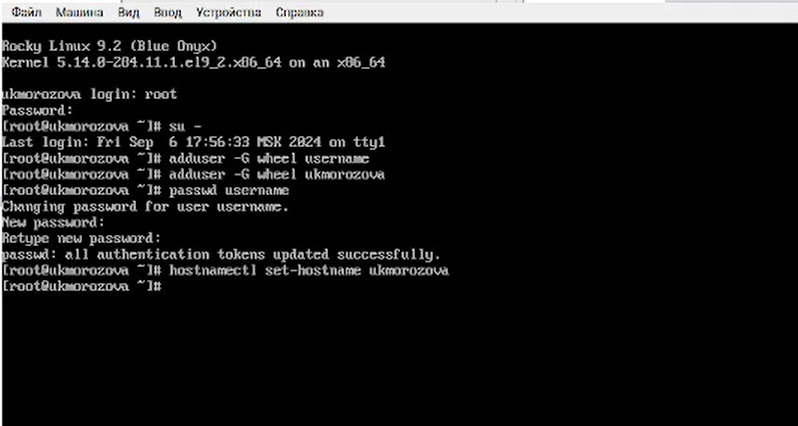 Файл Машина Вид Ввод Устройства Справка
Rocky Linux 9.2 (Blue Onyx)
Kernel 5.14.0-284.11.1.el9_2.x86_64 on an x86_64
ukmorozova login: root
Password:
[root@ukmorozova ~]# su -
Last login: Fri Sep  6 17:56:33 MSK 2024 on tty1
[root@ukmorozova ~]# adduser -G wheel username
[root@ukmorozova ~]# adduser -G wheel ukmorozova
[root@ukmorozova ~]# passwd username
Changing password for user username.
New password:
Retype new password:
passwd: all authentication tokens updated successfully.
[root@ukmorozova ~]# hostnamectl set-hostname ukmorozova
[root@ukmorozova ~]#